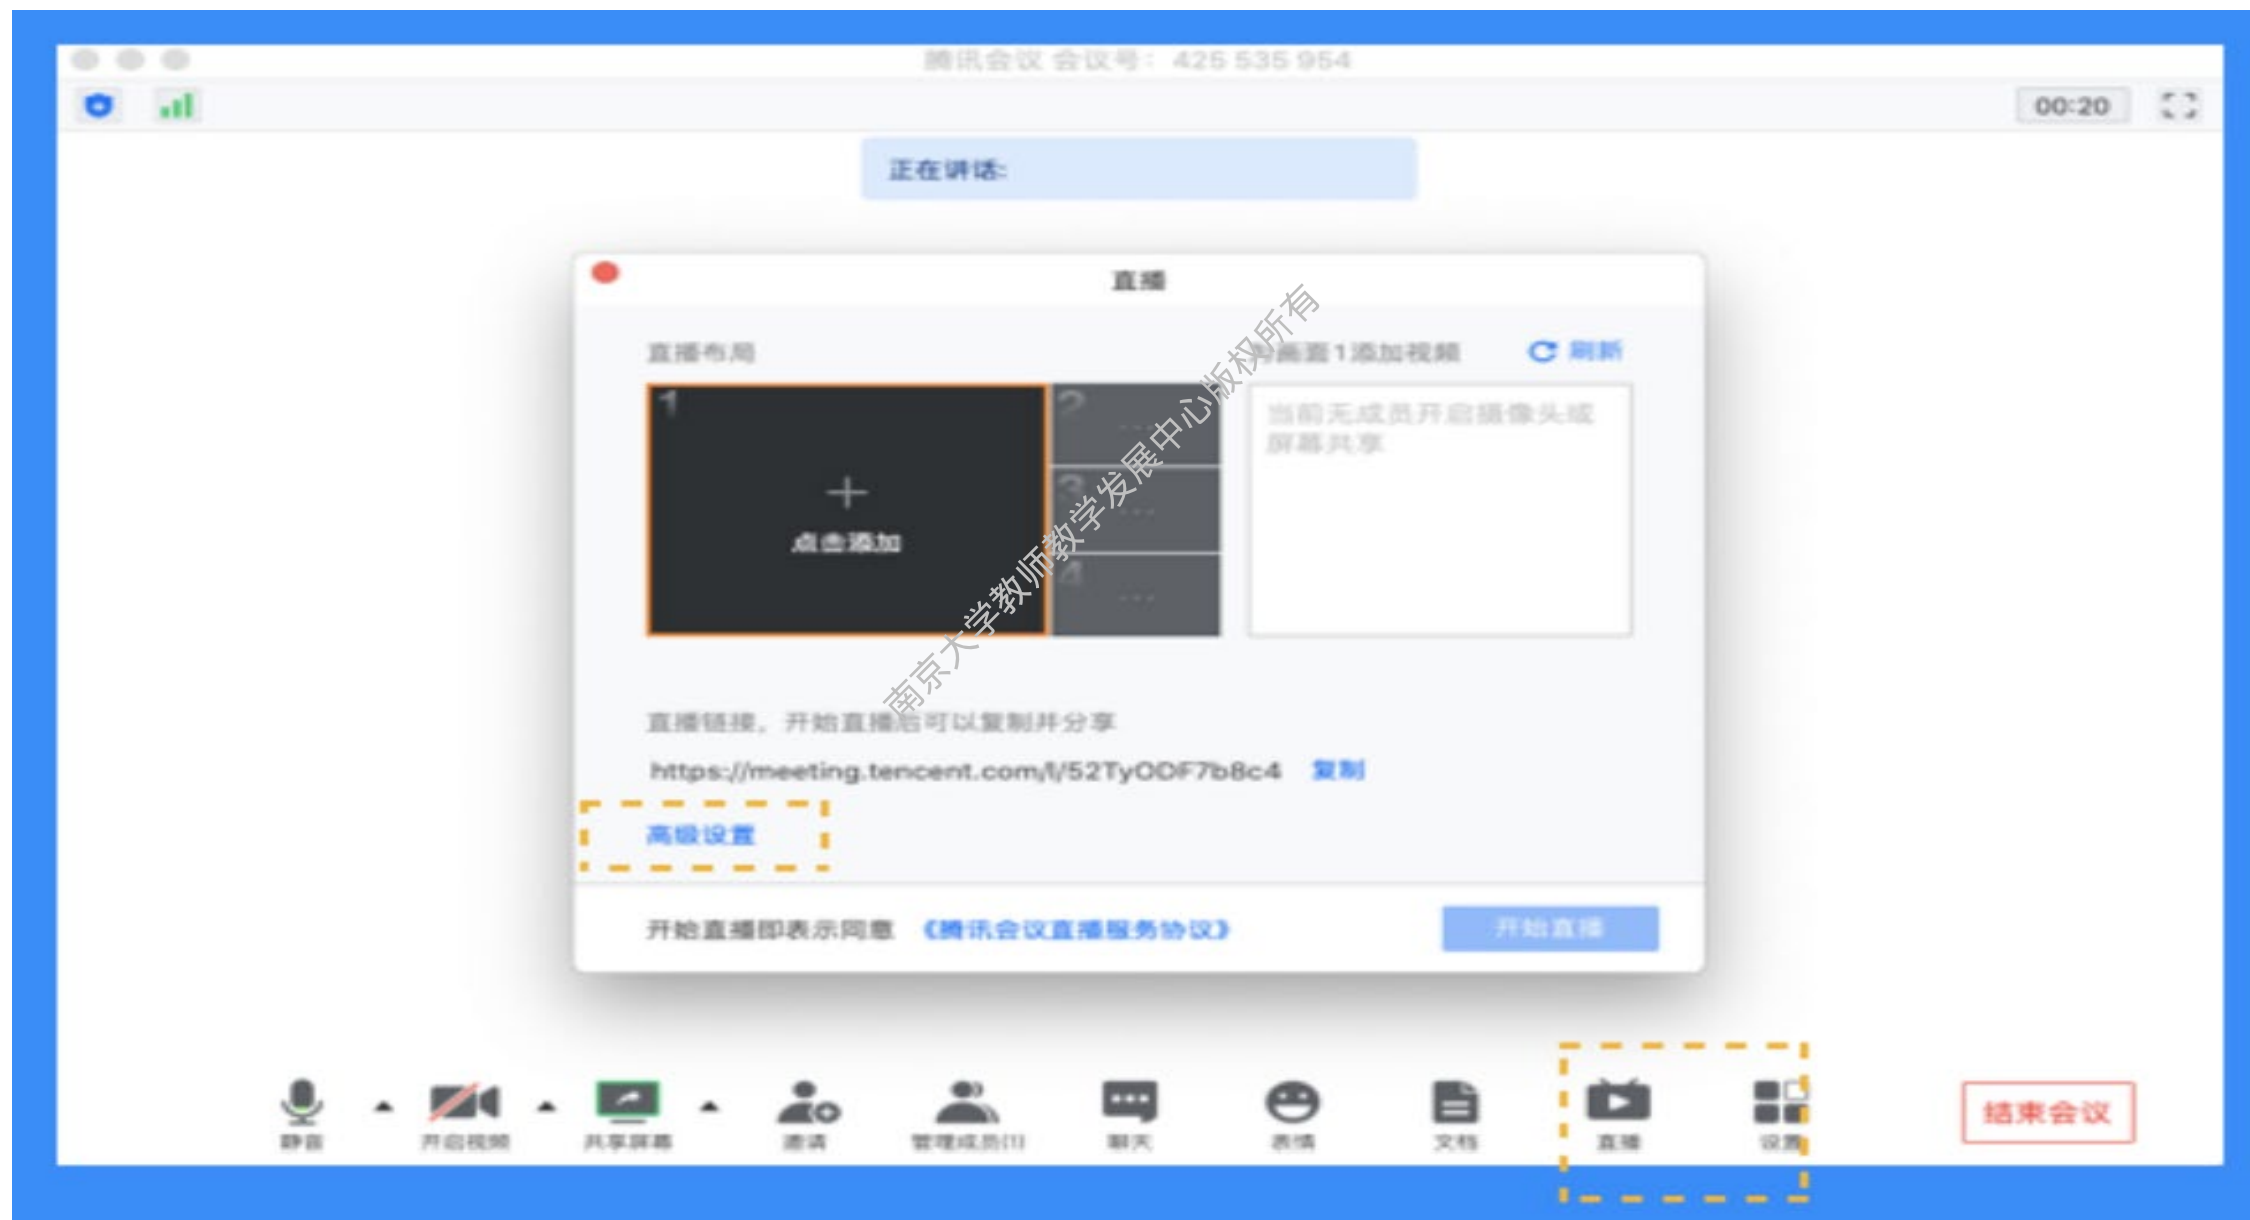 腾讯会议 会议号：425 535 954
00:20
正在讲话:
直播
直播布局
画面1添加视频
刷新
1
点击添加
2
3
4
当前无成员开启摄像头或
屏幕共享
直播链接，开始直播后可以复制并分享
https://meeting.tencent.com/l/52TyODF7b8c4 复制
高级设置
开始直播即表示同意 《腾讯会议直播服务协议》
开始直播
静音
开启视频
共享屏幕
邀请
管理成员(1)
聊天
表情
文档
直播
设置
结束会议
南京大学教师教学发展中心版权所有